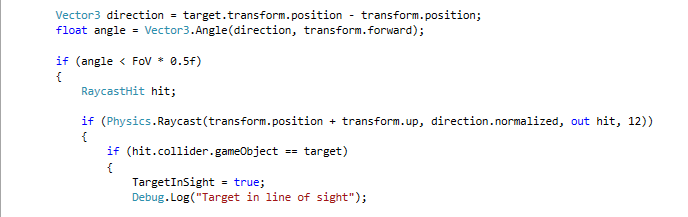 Vector3 direction = target.transform.position - transform.position;
float angle = Vector3.Angle(direction, transform.forward);
if (angle < FoV * 0.5f)
{
RaycastHit hit;
if (Physics.Raycast(transform.position + transform.up, direction.normalized, out hit, 12))
{
if (hit.collider.gameObject == target)
{
TargetInSight = true;
Debug.Log("Target in line of sight");